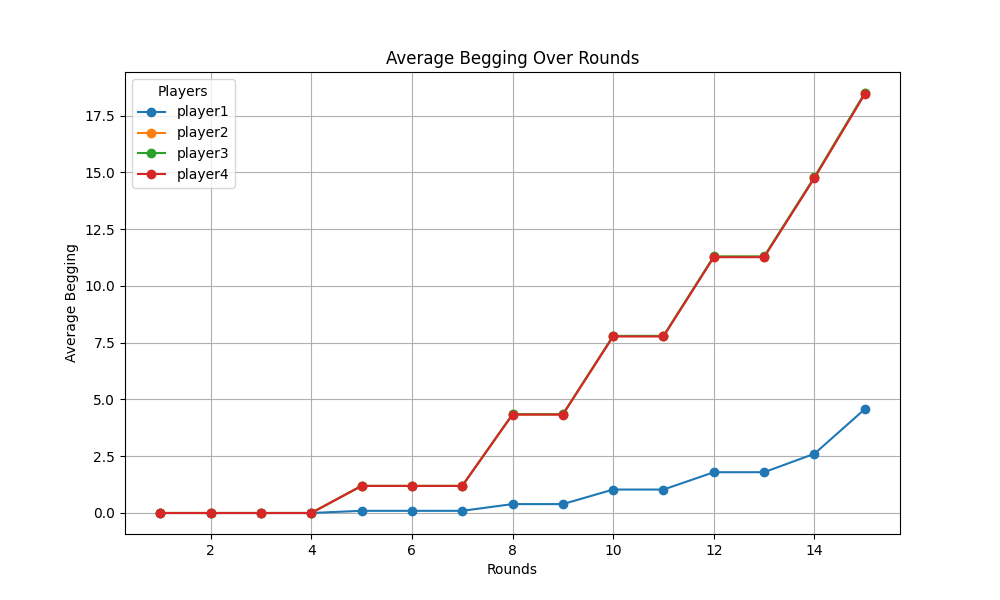 Average Begging Over Rounds
Players
player1
player2
player3
player4
Average Begging
17.5
15.0
12.5
10.0
7.5
5.0
2.5
0.0
2 4 6 8 10 12 14
Rounds